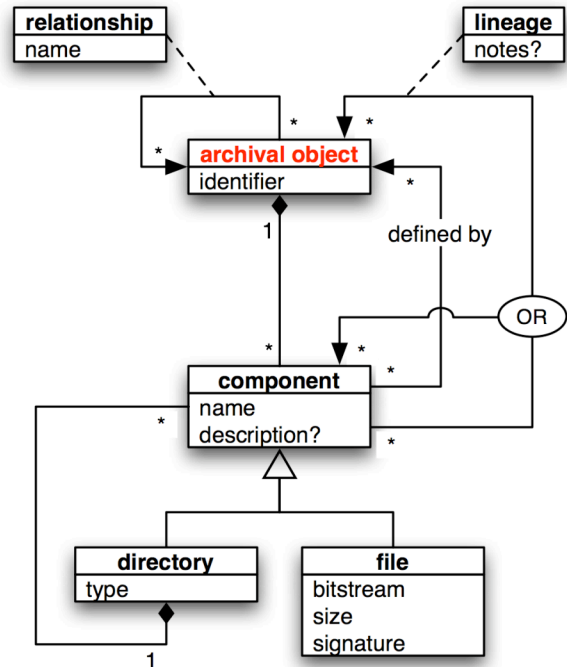 relationship
name
lineage
notes?
*
*
*
archival object
identifier
*
1
defined by
OR
*
*
*
component
name
description?
*
*
directory
type
file
bitstream
size
signature
1